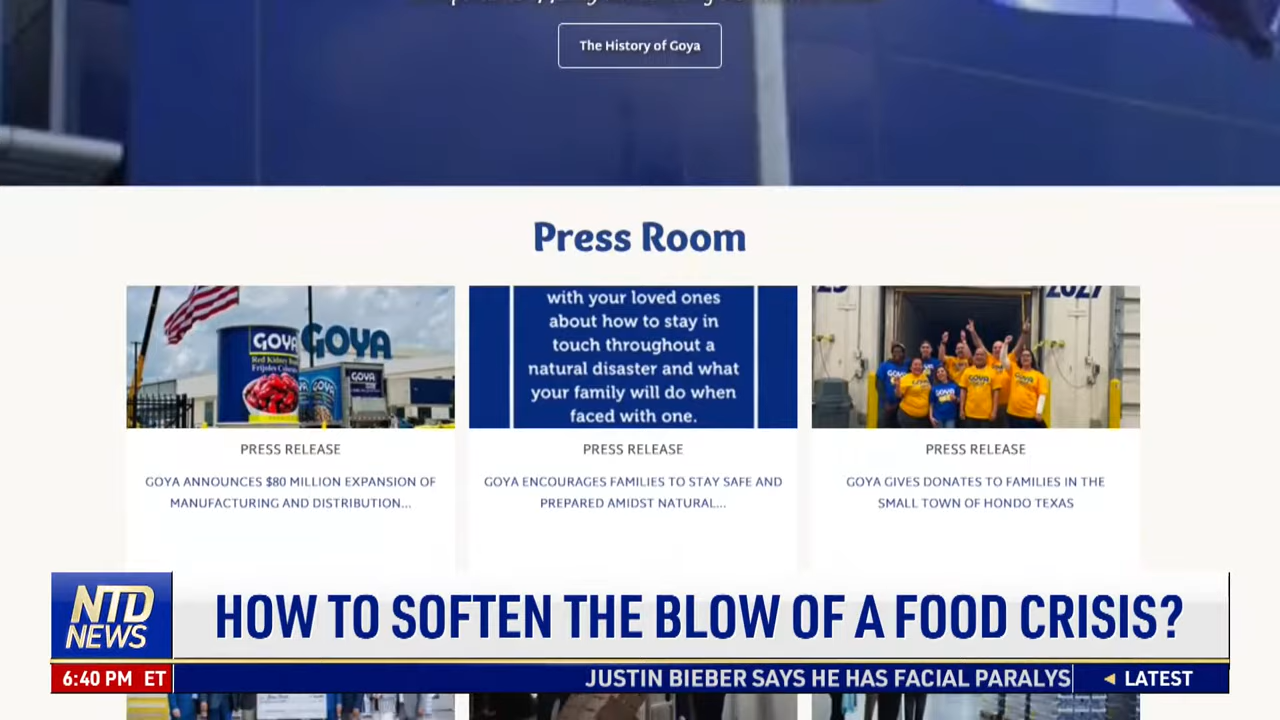 The History of Goya
Press Room
GOYA
Red Kidney
Frijoles
GOYA
GOYA
with your loved ones
about how to stay in
touch throughout a
natural disaster and what
your family will do when
faced with one.
PRESS RELEASE
GOYA ANNOUNCES $80 MILLION EXPANSION OF
MANUFACTURING AND DISTRIBUTION...
PRESS RELEASE
GOYA ENCOURAGES FAMILIES TO STAY SAFE AND
PREPARED AMIDST NATURAL...
PRESS RELEASE
GOYA GIVES DONATES TO FAMILIES IN THE
SMALL TOWN OF HONDO TEXAS
NTD
NEWS
HOW TO SOFTEN THE BLOW OF A FOOD CRISIS?
6:40 PM ET
JUSTIN BIEBER SAYS HE HAS FACIAL PARALYS
LATEST